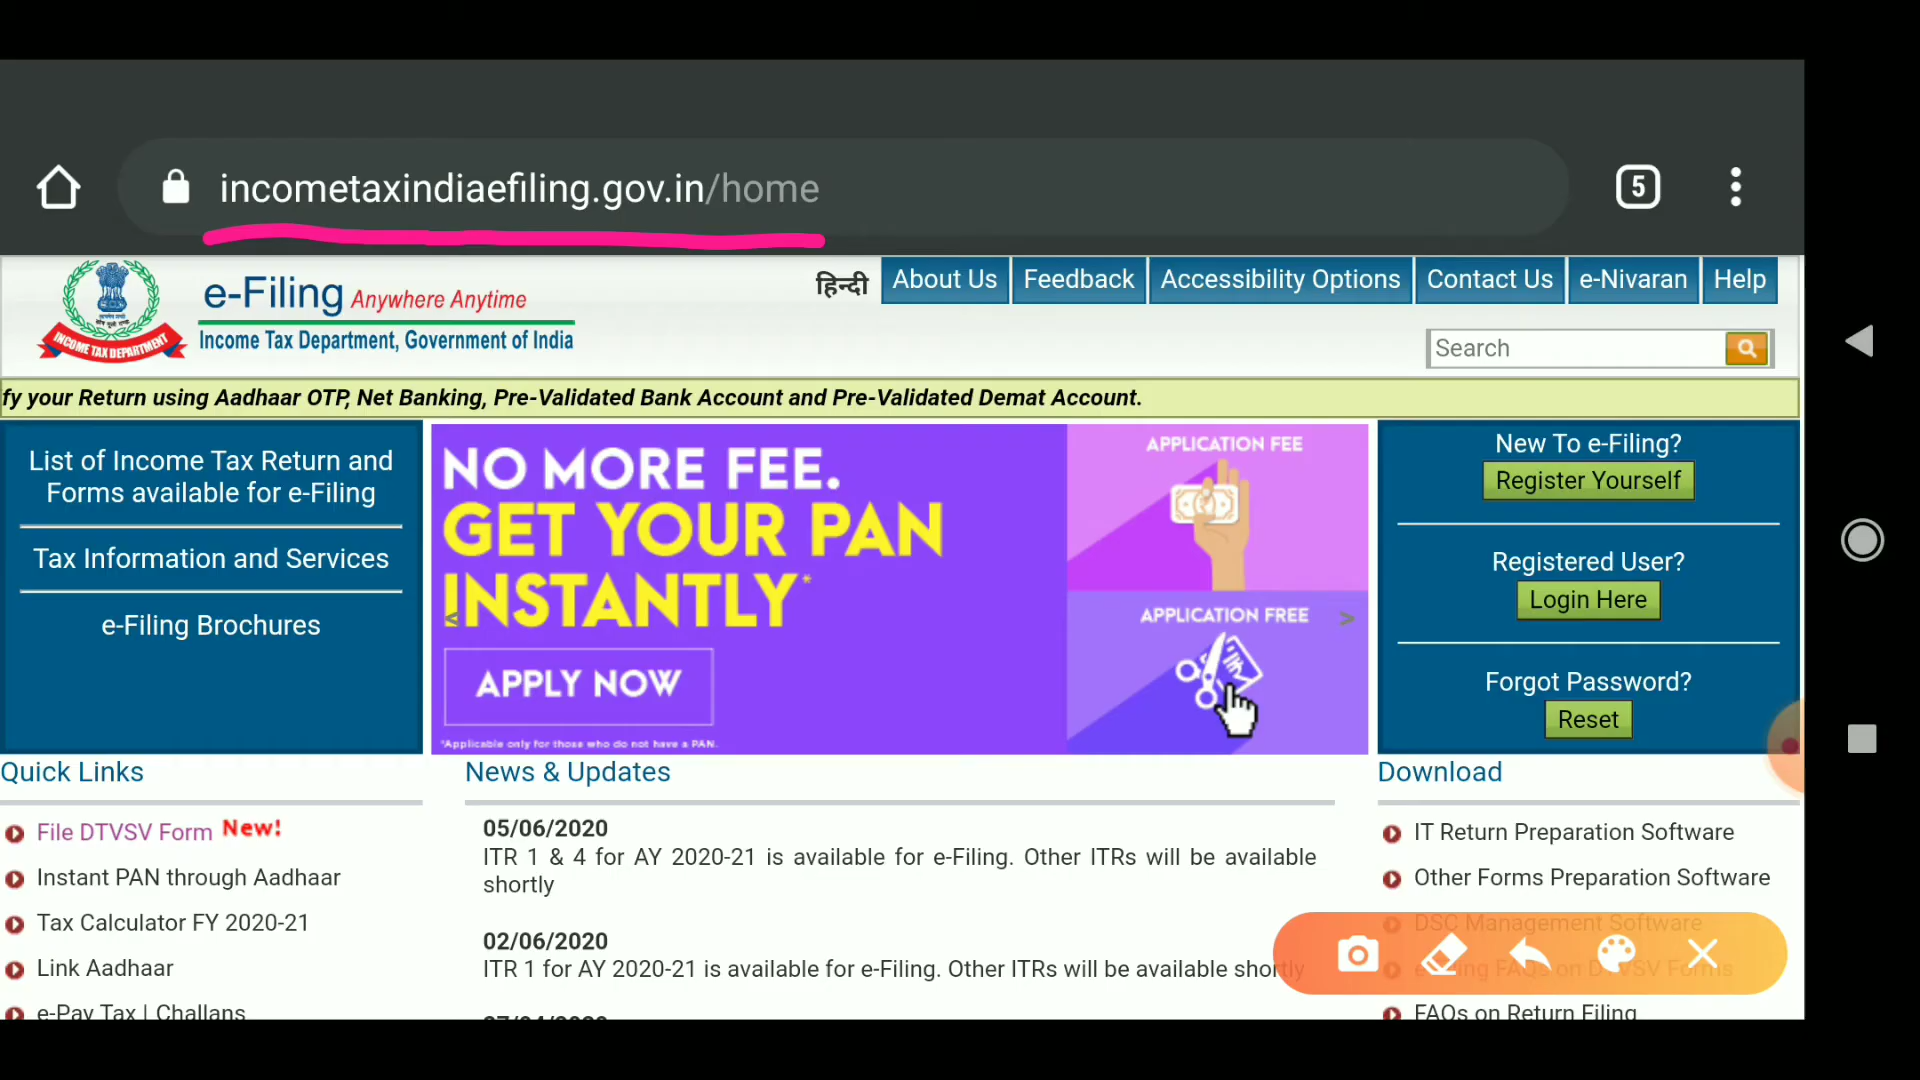 incometaxindiaefiling.gov.in/home
5
e-Filing Anywhere Anytime
Income Tax Department, Government of India
INCOME TAX DEPARTMENT
हिन्दी
About Us
Feedback
Accessibility Options
Contact Us
e-Nivaran
Help
Search
fy your Return using Aadhaar OTP, Net Banking, Pre-Validated Bank Account and Pre-Validated Demat Account.
List of Income Tax Return and
Forms available for e-Filing
Tax Information and Services
e-Filing Brochures
NO MORE FEE.
GET YOUR PAN
INSTANTLY*
APPLY NOW
*Applicable only for those who do not have a PAN.
APPLICATION FEE
APPLICATION FREE
<
>
New To e-Filing?
Register Yourself
Registered User?
Login Here
Forgot Password?
Reset
Quick Links
File DTVSV Form New!
Instant PAN through Aadhaar
Tax Calculator FY 2020-21
Link Aadhaar
e-Pay Tax | Challans
News & Updates
05/06/2020
ITR 1 & 4 for AY 2020-21 is available for e-Filing. Other ITRs will be available
shortly
02/06/2020
ITR 1 for AY 2020-21 is available for e-Filing. Other ITRs will be available shortly
Download
IT Return Preparation Software
Other Forms Preparation Software
DSC Management Software
FAQs on DTVSV Forms
FAQs on Return Filing